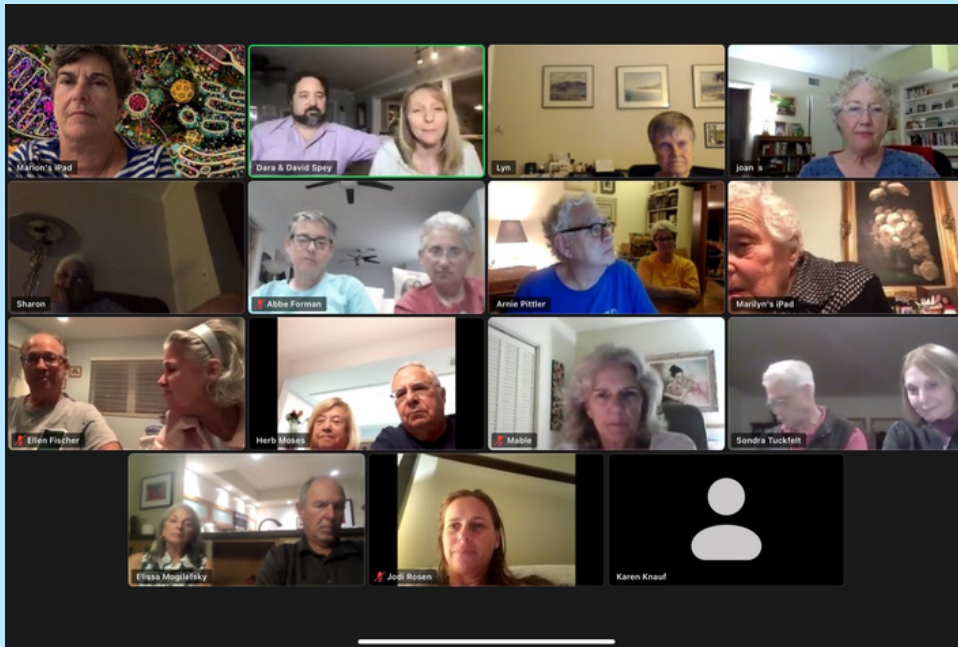 Marion's iPad
Dara & David Spey
Lyn
joan s
Sharon
Abbe Forman
Arnie Pittler
Marilyn's iPad
Ellen Fischer
Herb Moses
Mable
Sondra Tuckfelt
Elissa Mogilefsky
Jodi Rosen
Karen Knauf